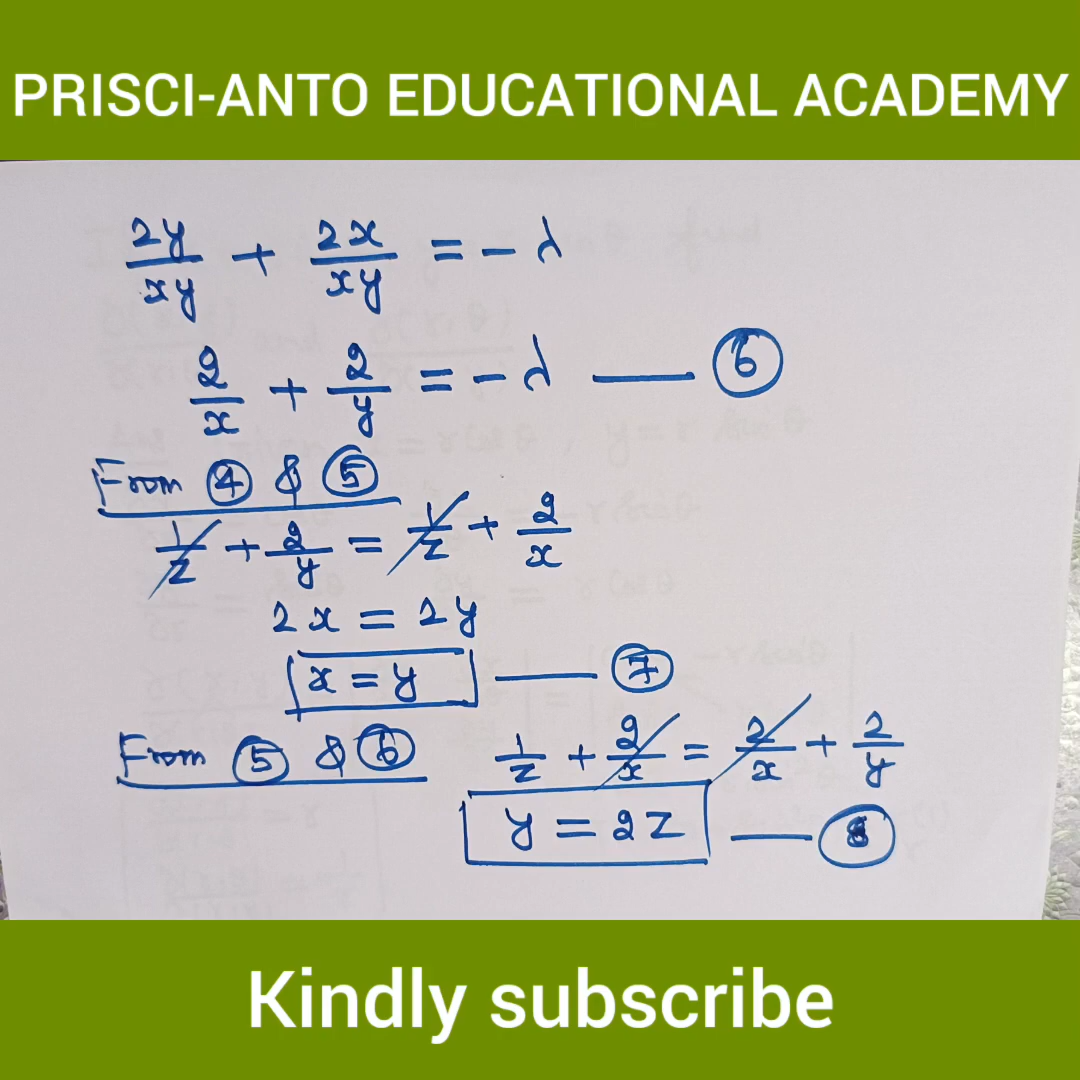 PRISCI-ANTO EDUCATIONAL ACADEMY
2y/xy + 2x/xy = -λ
2/x + 2/y = -λ —— ⑥
From ④ & ⑤
1/z + 2/y = 1/z + 2/x
2x = 2y
x = y —— ⑦
From ⑤ & ⑥ 1/z + 2/x = 2/x + 2/y
y = 2z —— ⑧
Kindly subscribe